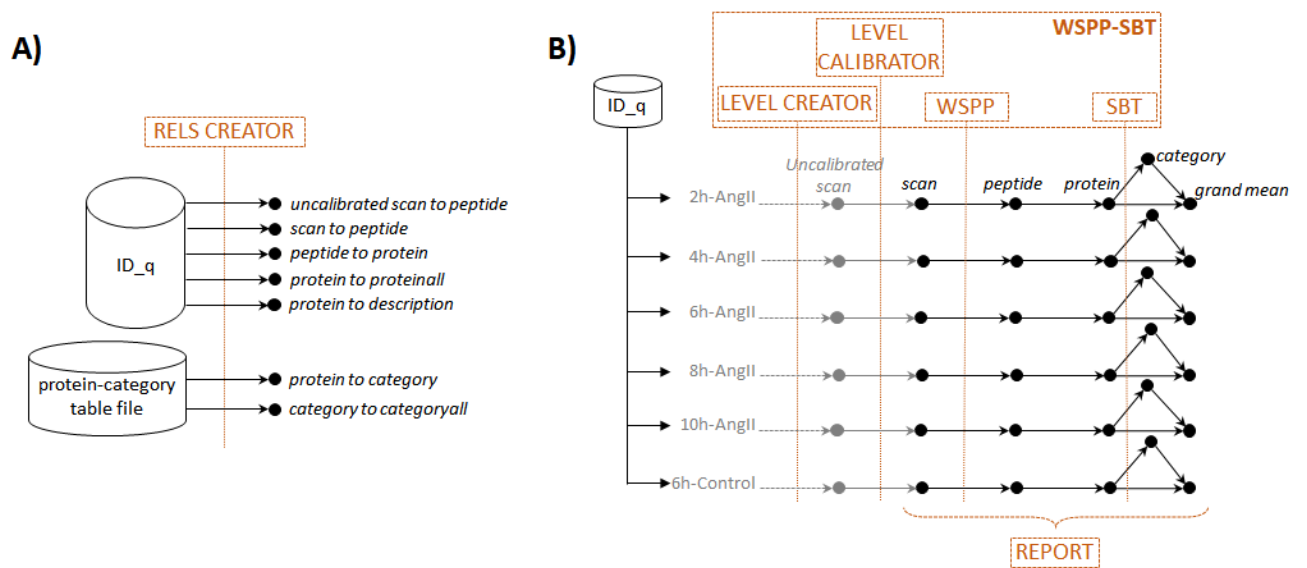 A)
RELS CREATOR
ID_q
uncalibrated scan to peptide
scan to peptide
peptide to protein
protein to proteinall
protein to description
protein-category
table file
protein to category
category to categoryall
B)
WSPP-SBT
LEVEL
CALIBRATOR
ID_q
LEVEL CREATOR
WSPP
SBT
Uncalibrated
scan
scan
peptide
protein
category
grand mean
2h-AngII
4h-AngII
6h-AngII
8h-AngII
10h-AngII
6h-Control
REPORT